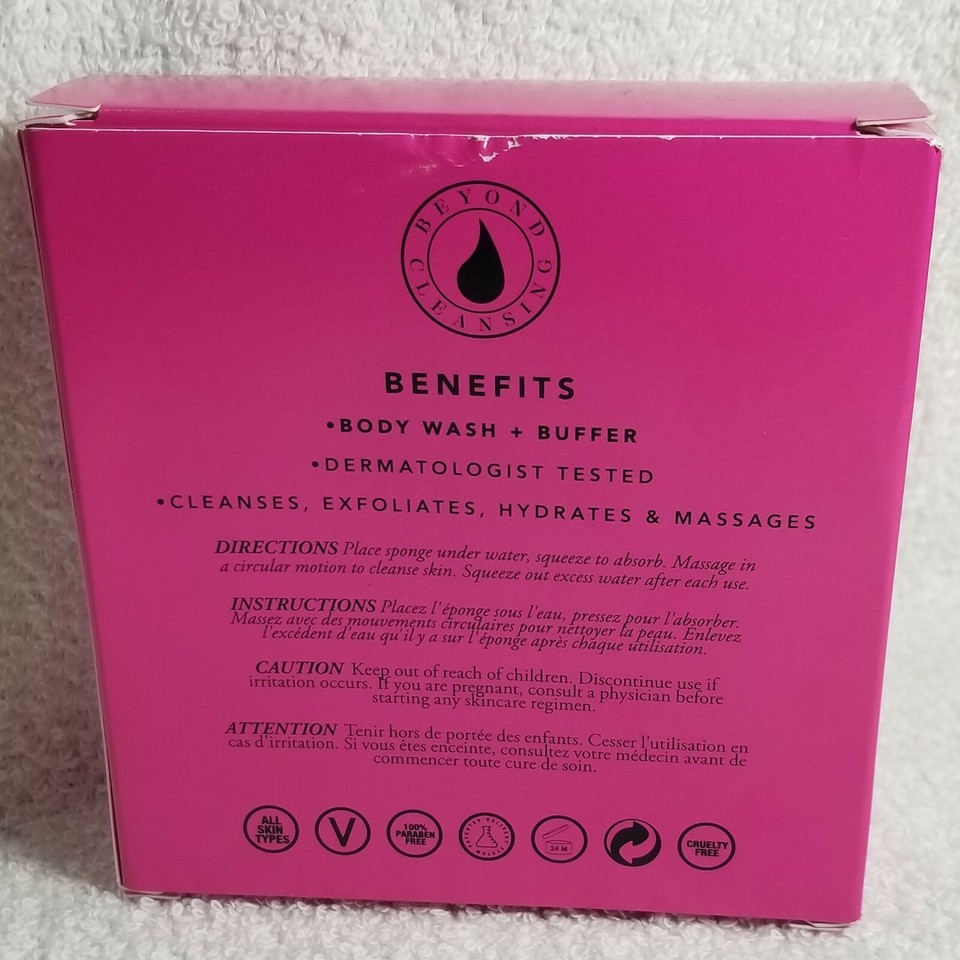 BEYOND
CLEANSING
BENEFITS
•BODY WASH + BUFFER
•DERMATOLOGIST TESTED
•CLEANSES, EXFOLIATES, HYDRATES & MASSAGES
DIRECTIONS Place sponge under water, squeeze to absorb. Massage in
a circular motion to cleanse skin. Squeeze out excess water after each use.
INSTRUCTIONS Placez l'éponge sous l'eau, pressez pour l'absorber.
Massez avec des mouvements circulaires pour nettoyer la peau. Enlevez
l'excédent d'eau qu'il y a sur l'éponge après chaque utilisation.
CAUTION Keep out of reach of children. Discontinue use if
irritation occurs. If you are pregnant, consult a physician before
starting any skincare regimen.
ATTENTION Tenir hors de portée des enfants. Cesser l'utilisation en
cas d'irritation. Si vous êtes enceinte, consultez votre médecin avant de
commencer toute cure de soin.
ALL
SKIN
TYPES
V
100%
PARABEN
FREE
PATENTED DELIVERY SYSTEM
24 M
CRUELTY
FREE